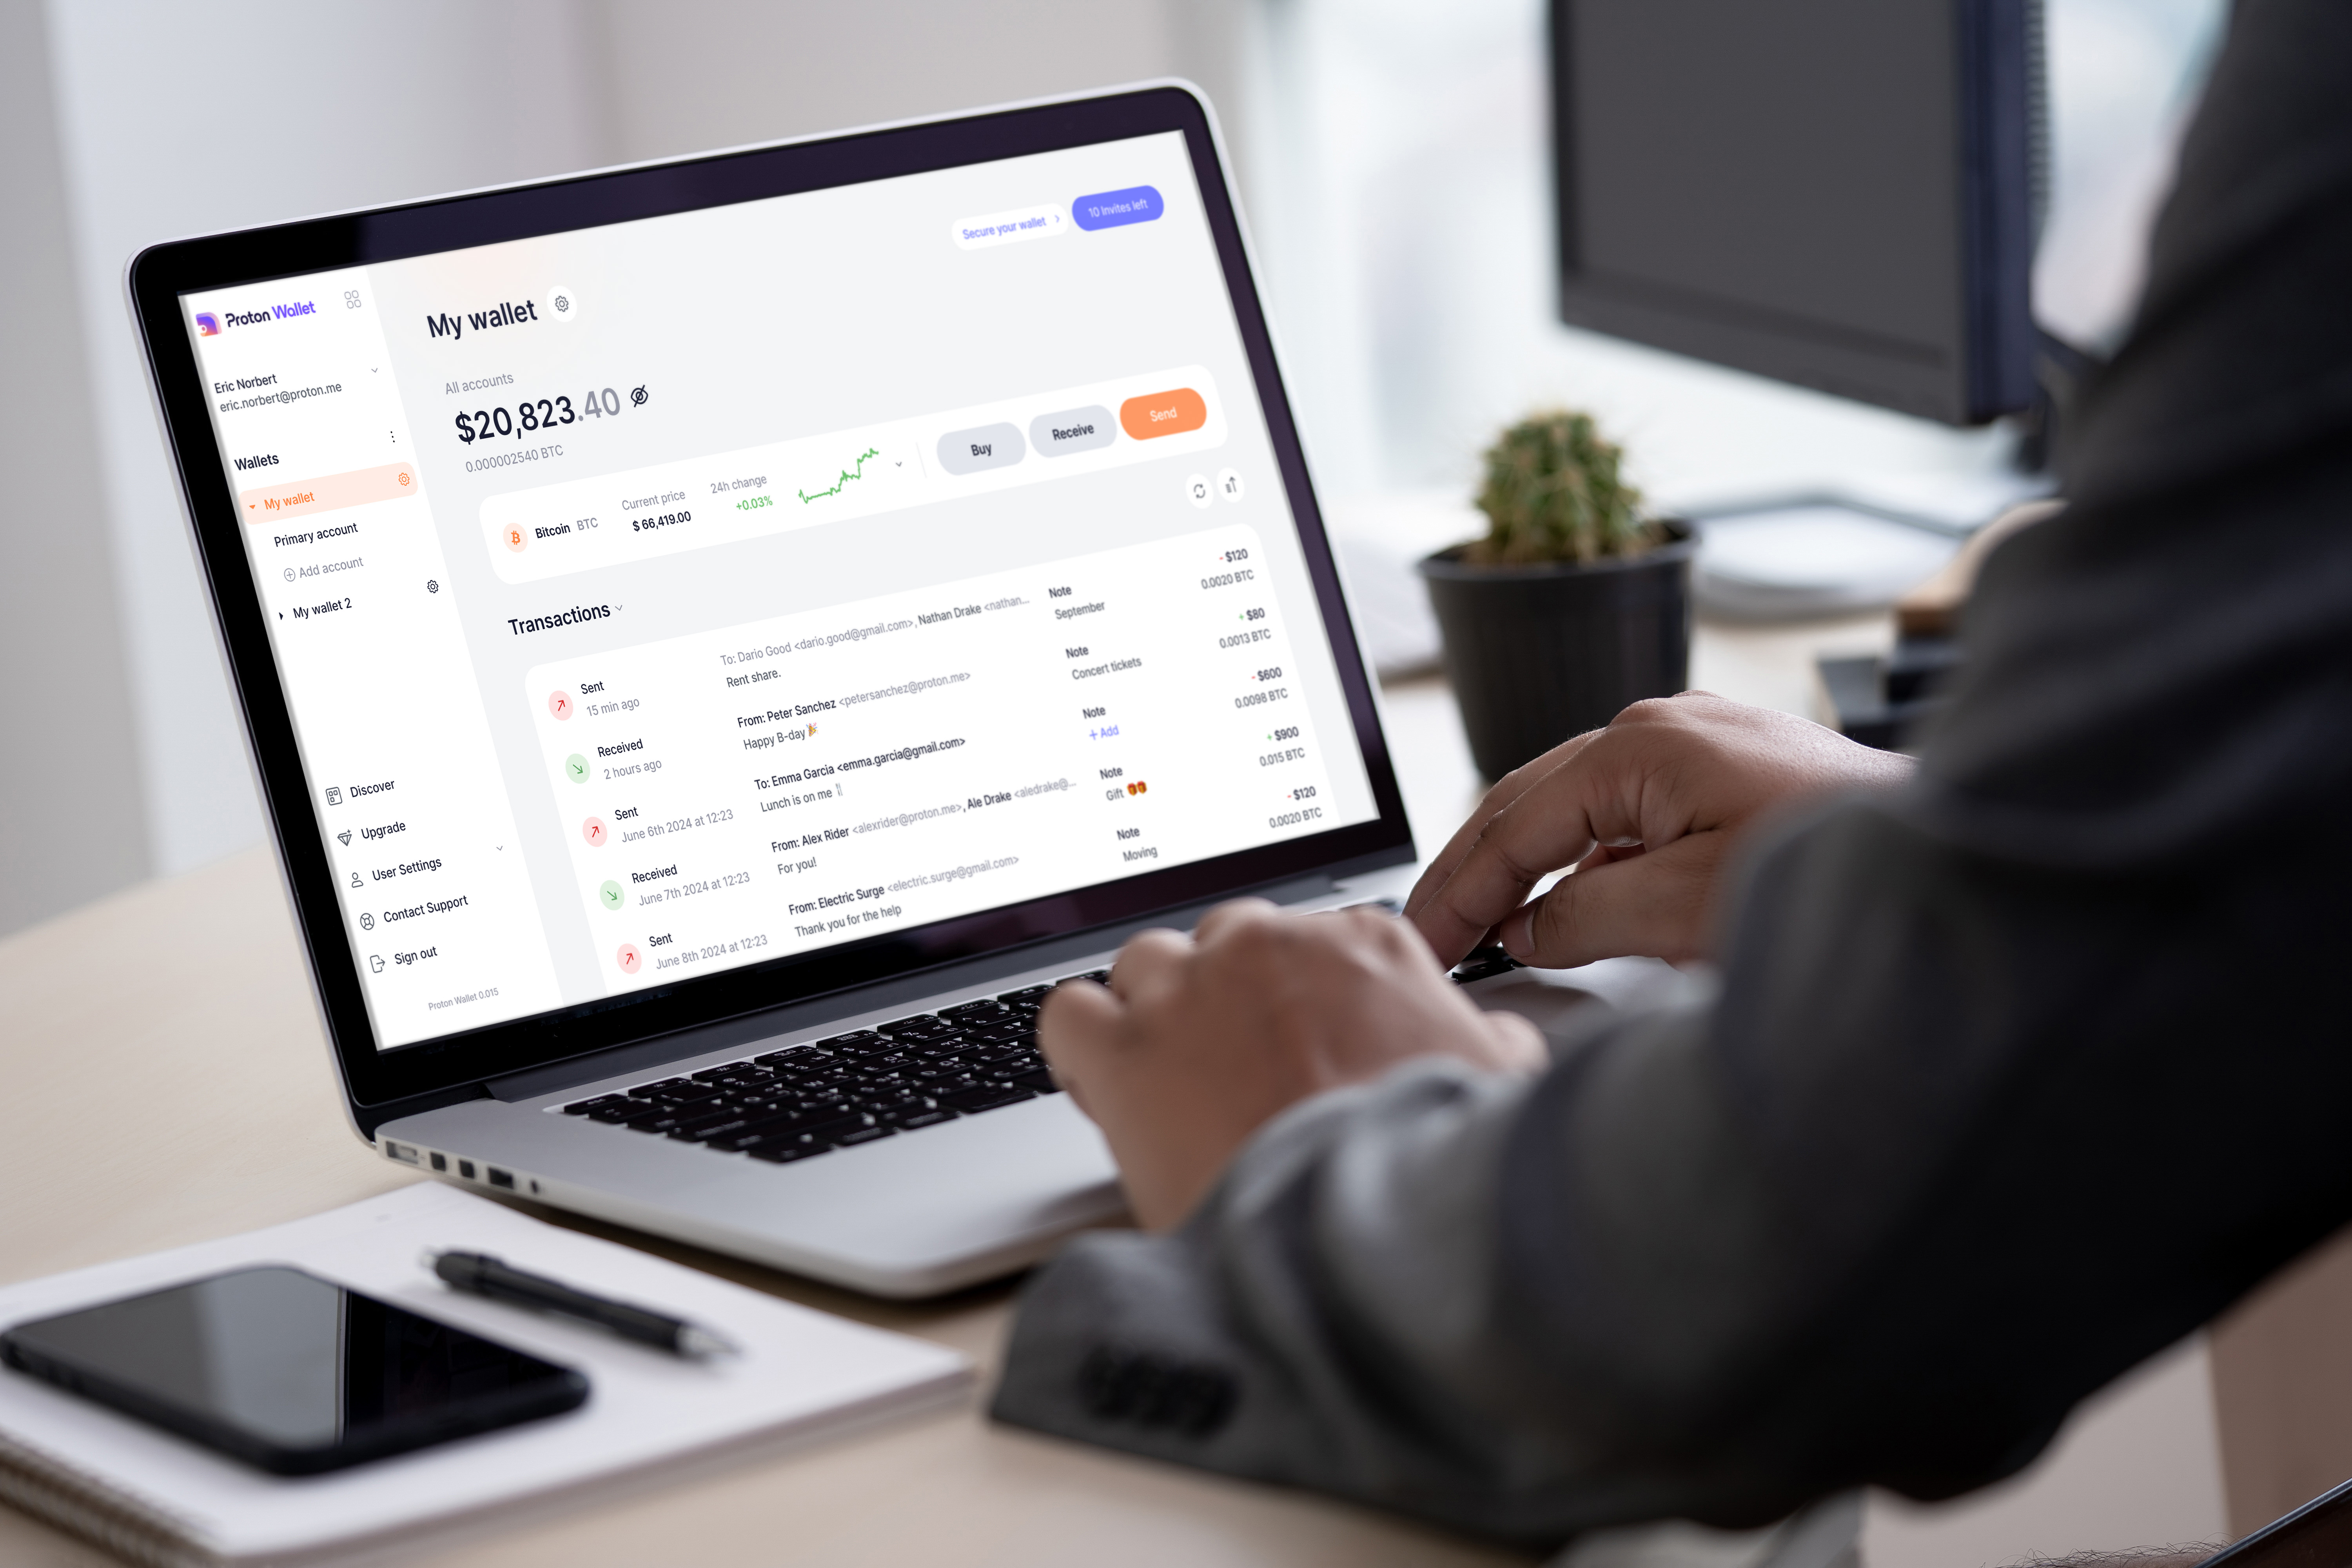 Proton Wallet
Eric Norbert
eric.norbert@proton.me
Wallets
My wallet
Primary account
Add account
My wallet 2
Discover
Upgrade
User Settings
Contact Support
Sign out
Proton Wallet 0.015
Secure your wallet
10 Invites left
My wallet
All accounts
$20,823.40
0.000002540 BTC
Bitcoin BTC
Current price
$ 66,419.00
24h change
+0.03%
Buy
Receive
Send
Transactions
Sent
15 min ago
To: Dario Good <dario.good@gmail.com>, Nathan Drake <nathan...
Rent share.
Note
September
- $120
0.0020 BTC
Received
2 hours ago
From: Peter Sanchez <petersanchez@proton.me>
Happy B-day 🎉
Note
Concert tickets
+ $80
0.0013 BTC
Sent
June 6th 2024 at 12:23
To: Emma Garcia <emma.garcia@gmail.com>
Lunch is on me 🍴
Note
+ Add
- $600
0.0098 BTC
Received
June 7th 2024 at 12:23
From: Alex Rider <alexrider@proton.me>, Ale Drake <aledrake@...
For you!
Note
Gift 🎁🎁
+ $900
0.015 BTC
Sent
June 8th 2024 at 12:23
From: Electric Surge <electric.surge@gmail.com>
Thank you for the help
Note
Moving
- $120
0.0020 BTC